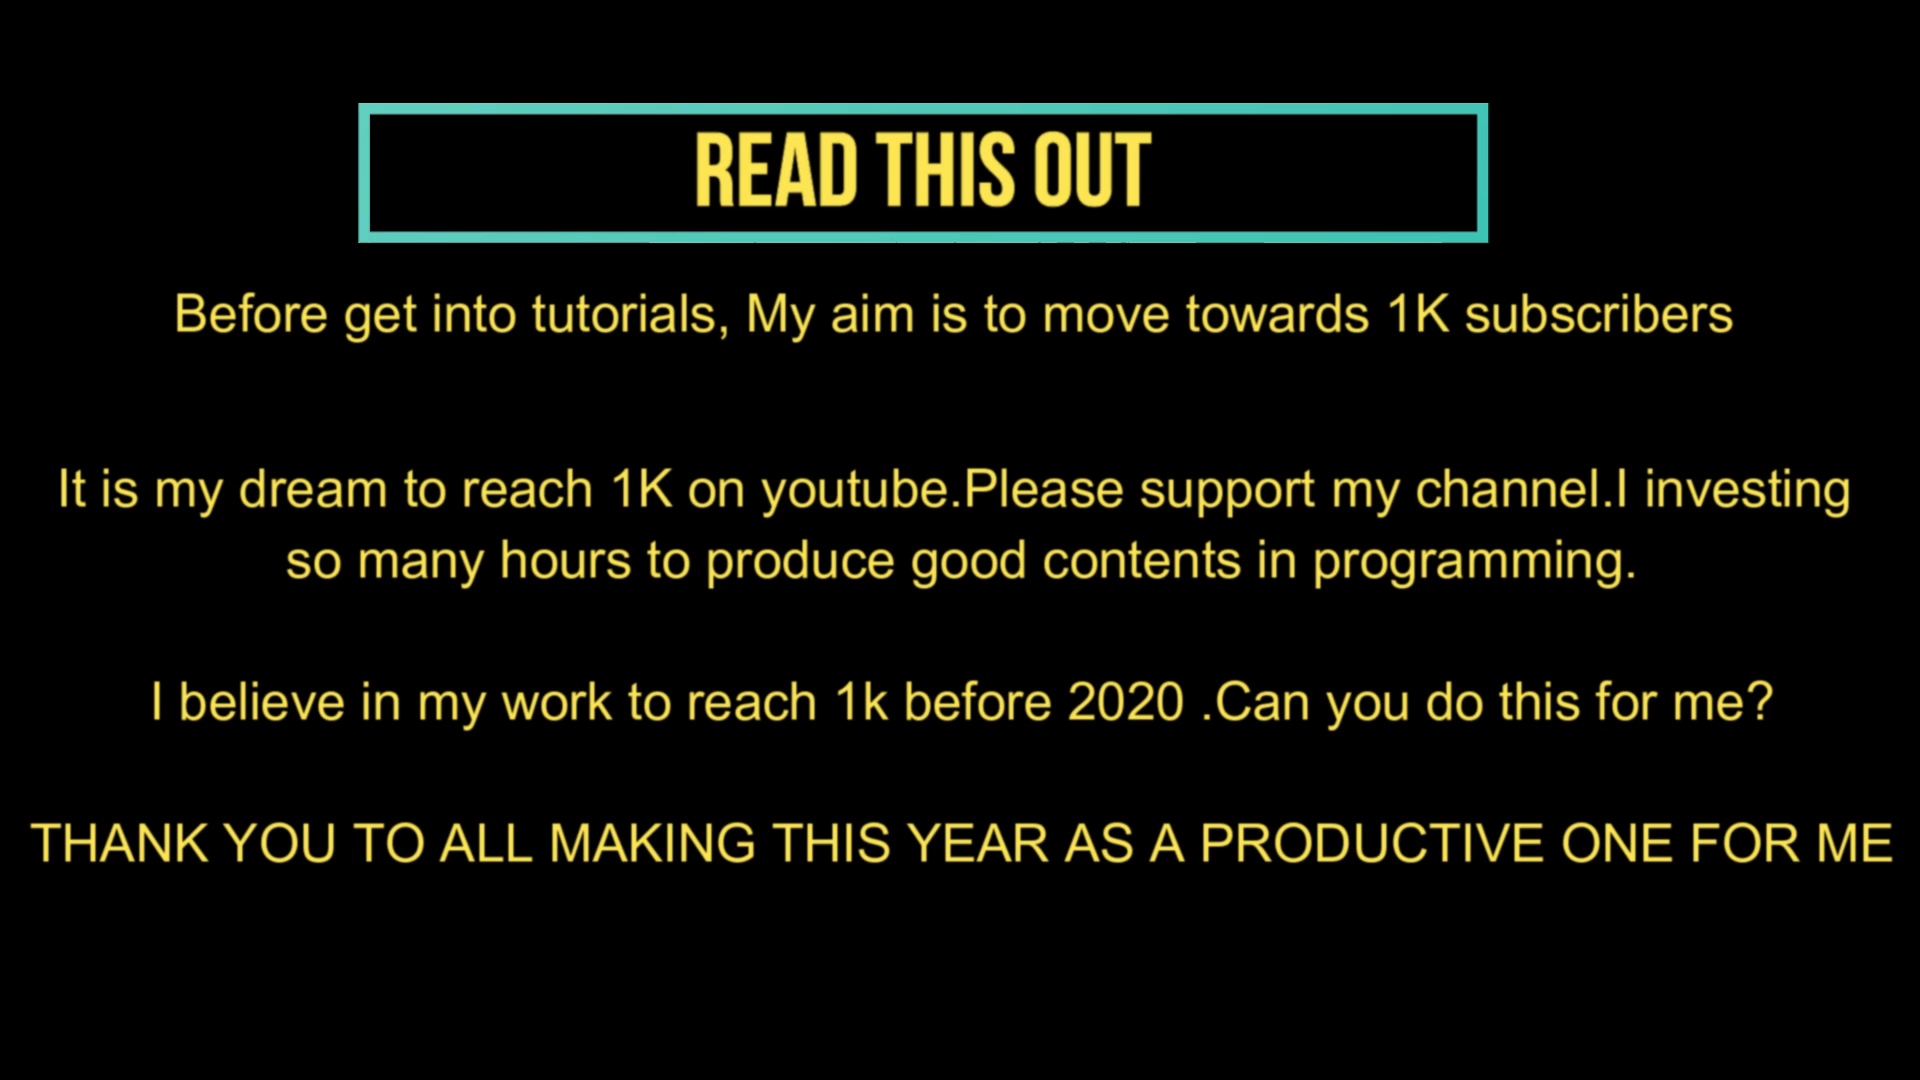 READ THIS OUT
Before get into tutorials, My aim is to move towards 1K subscribers
It is my dream to reach 1K on youtube.Please support my channel.I investing
so many hours to produce good contents in programming.
I believe in my work to reach 1k before 2020 .Can you do this for me?
THANK YOU TO ALL MAKING THIS YEAR AS A PRODUCTIVE ONE FOR ME